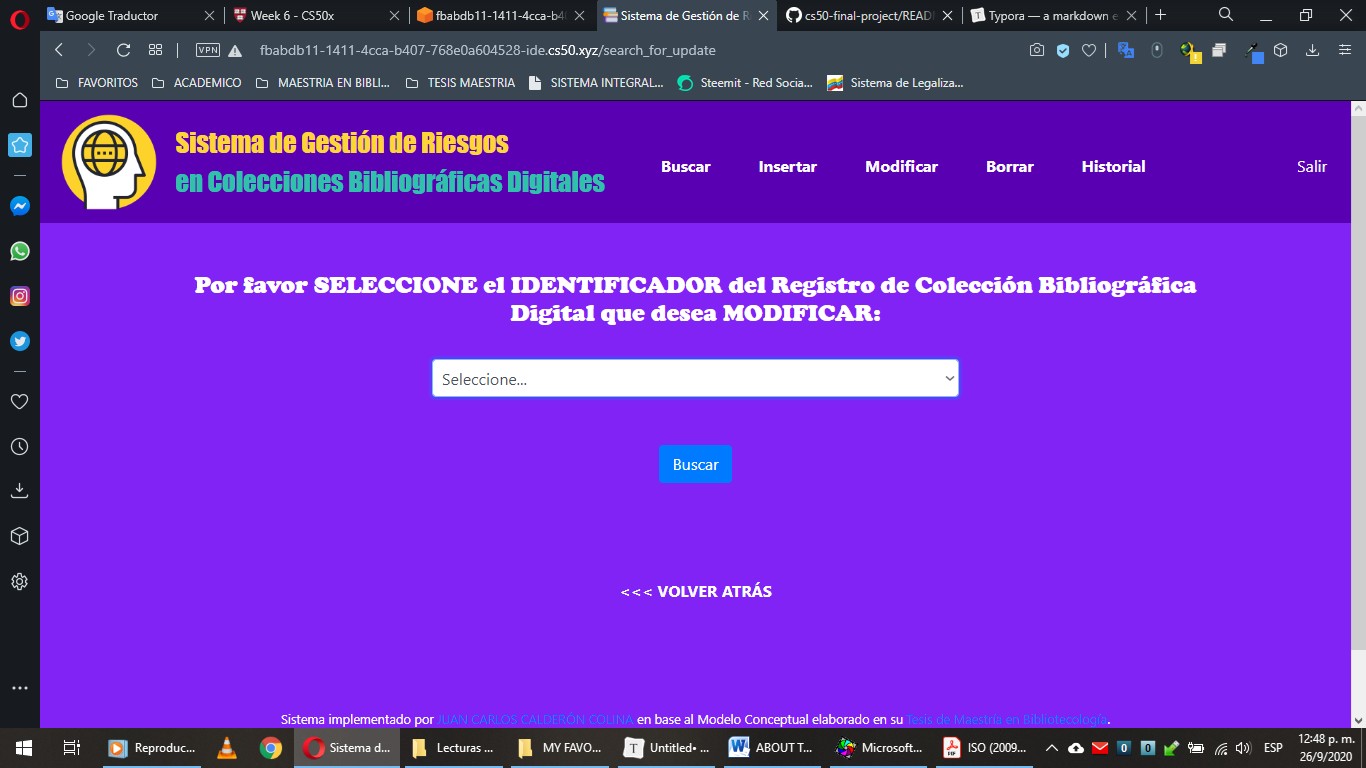 Google Traductor
Week 6 - CS50x
fbabdb11-1411-4cca-b4
Sistema de Gestión de R
cs50-final-project/READ
Typora — a markdown e
VPN
fbabdb11-1411-4cca-b407-768e0a604528-ide.cs50.xyz/search_for_update
FAVORITOS
ACADEMICO
MAESTRIA EN BIBLI...
TESIS MAESTRIA
SISTEMA INTEGRAL...
Steemit - Red Socia...
Sistema de Legaliza...
Sistema de Gestión de Riesgos
en Colecciones Bibliográficas Digitales
Buscar
Insertar
Modificar
Borrar
Historial
Salir
Por favor SELECCIONE el IDENTIFICADOR del Registro de Colección Bibliográfica
Digital que desea MODIFICAR:
Seleccione...
Buscar
<<< VOLVER ATRÁS
Sistema implementado por JUAN CARLOS CALDERÓN COLINA en base al Modelo Conceptual elaborado en su Tesis de Maestría en Bibliotecología.
Reproduc...
Sistema d...
Lecturas ...
MY FAVO...
Untitled• ...
ABOUT T...
Microsoft...
ISO (2009...
0
0
ESP
12:48 p. m.
26/9/2020